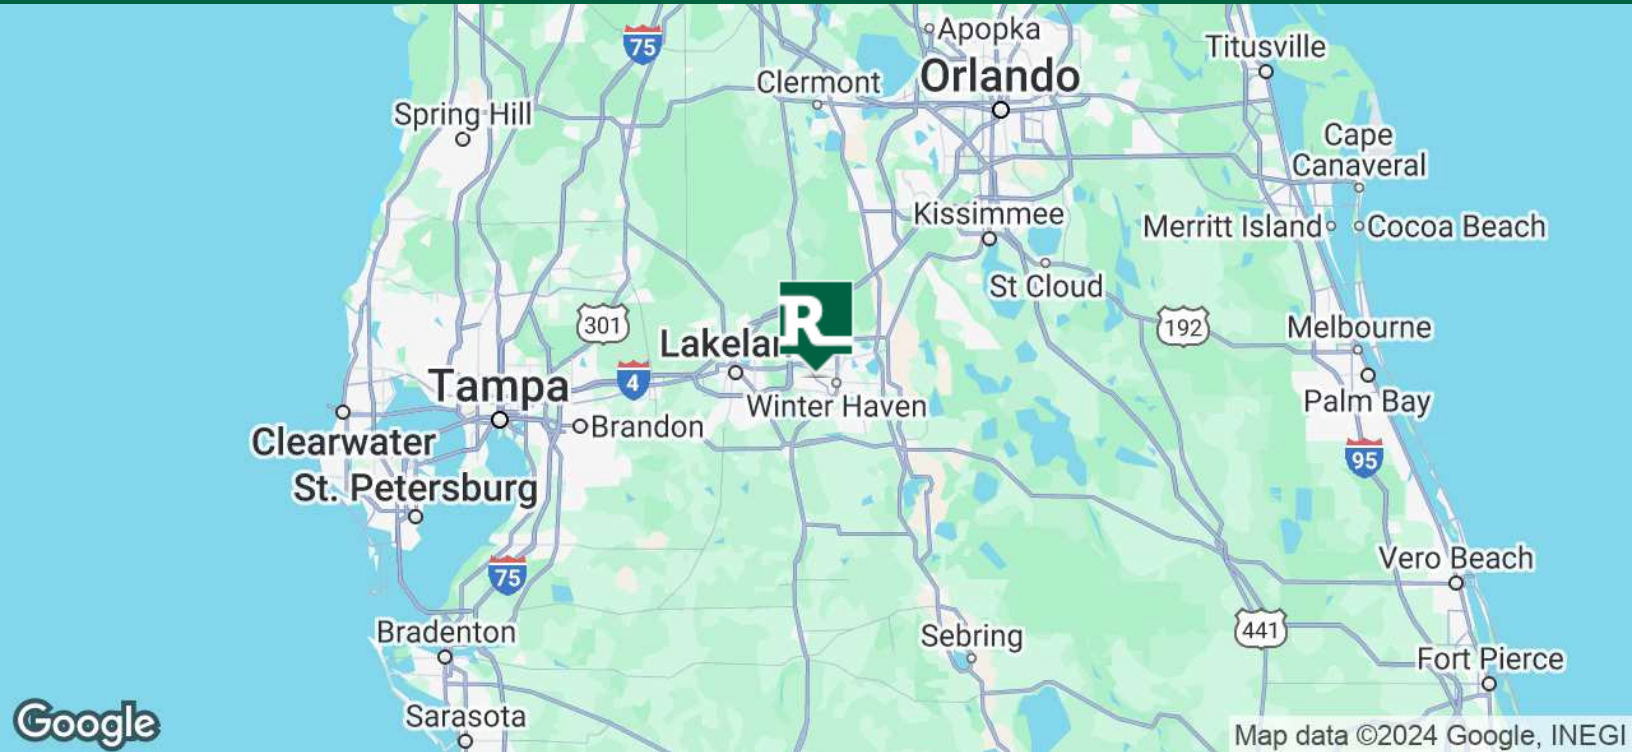 Apopka
Titusville
75
Orlando
Clermont
Spring Hill
Cape
Canaveral
Kissimmee
Merritt Island
Cocoa Beach
St Cloud
R
301
192
Melbourne
Lakelan
4
Tampa
Winter Haven
Palm Bay
Brandon
Clearwater
95
St. Petersburg
75
Vero Beach
Bradenton
Sebring
441
Fort Pierce
Sarasota
Google
Map data ©2024 Google, INEGI